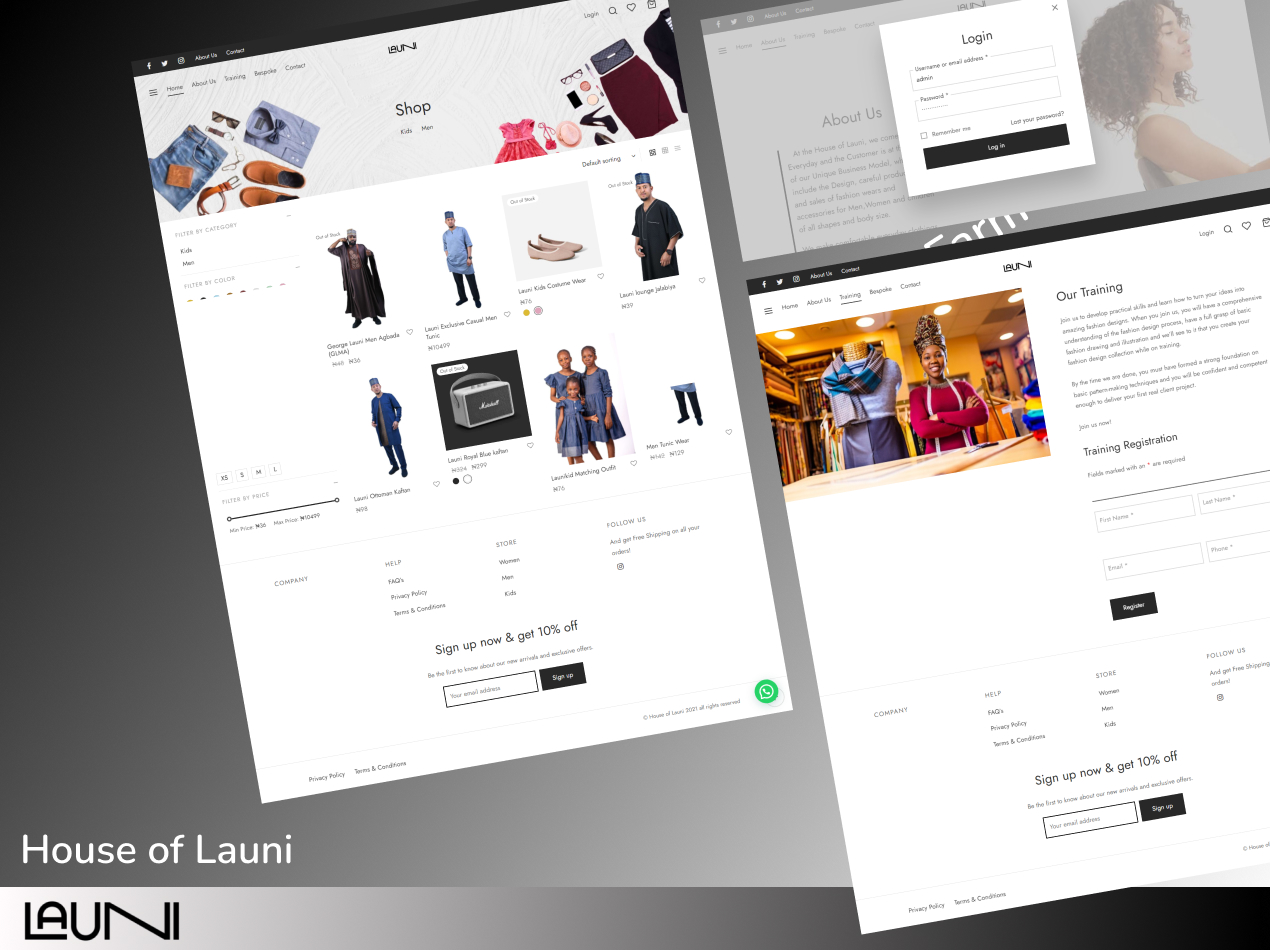 About Us
Contact
LAUNI
Login
Home
About Us
Training
Bespoke
Contact
Shop
Kids
Men
Default sorting
FILTER BY CATEGORY
Kids
Men
FILTER BY COLOR
Out of Stock
George Launi Men Agbada
(GLMA)
₦36
Launi Exclusive Casual Men
Tunic
₦10499
Out of Stock
Launi Kids Costume Wear
₦76
Out of Stock
Launi lounge jalabiya
₦39
XS
S
M
L
FILTER BY PRICE
Min Price: ₦36
Max Price: ₦10499
Launi Ottoman Kaftan
₦98
Out of Stock
Marshall
Launi Royal Blue kaftan
₦324 ₦299
Launikid Matching Outfit
₦76
Men Tunic Wear
₦142 ₦129
COMPANY
HELP
FAQ's
Privacy Policy
Terms & Conditions
STORE
Women
Men
Kids
FOLLOW US
And get Free Shipping on all your
orders!
Sign up now & get 10% off
Be the first to know about our new arrivals and exclusive offers.
Your email address
Sign up
© House of Launi 2021 all rights reserved
Privacy Policy
Terms & Conditions
About Us
Contact
LAUNI
Home
About Us
Training
Bespoke
Contact
About Us
At the House of Launi, we
Everyday and the Customer is at
of our Unique Business Model,
include the Design, careful
and sales of fashion wears and
accessories for Men,Women and
of all shapes and body size.
Login
Username or email address *
admin
Password *
Remember me
Lost your password?
Log in
About Us
Contact
LAUNI
Login
Home
About Us
Training
Bespoke
Contact
Our Training
Join us to develop practical skills and learn how to turn your ideas into
amazing fashion designs. When you join us, you will have a comprehensive
understanding of the fashion design process, have a full grasp of basic
fashion drawing and illustration and we'll see to it that you create your
fashion design collection while on training.
By the time we are done, you must have formed a strong foundation on
basic pattern-making techniques and you will be confident and competent
enough to deliver your first real client project.
Join us now!
Training Registration
Fields marked with an * are required
First Name *
Last Name *
Email *
Phone *
Register
COMPANY
HELP
FAQ's
Privacy Policy
Terms & Conditions
STORE
Women
Men
Kids
FOLLOW US
And get Free Shipping
orders!
Sign up now & get 10% off
Be the first to know about our new arrivals and exclusive offers.
Your email address
Sign up
© House of
Privacy Policy
Terms & Conditions
House of Launi
LAUNI